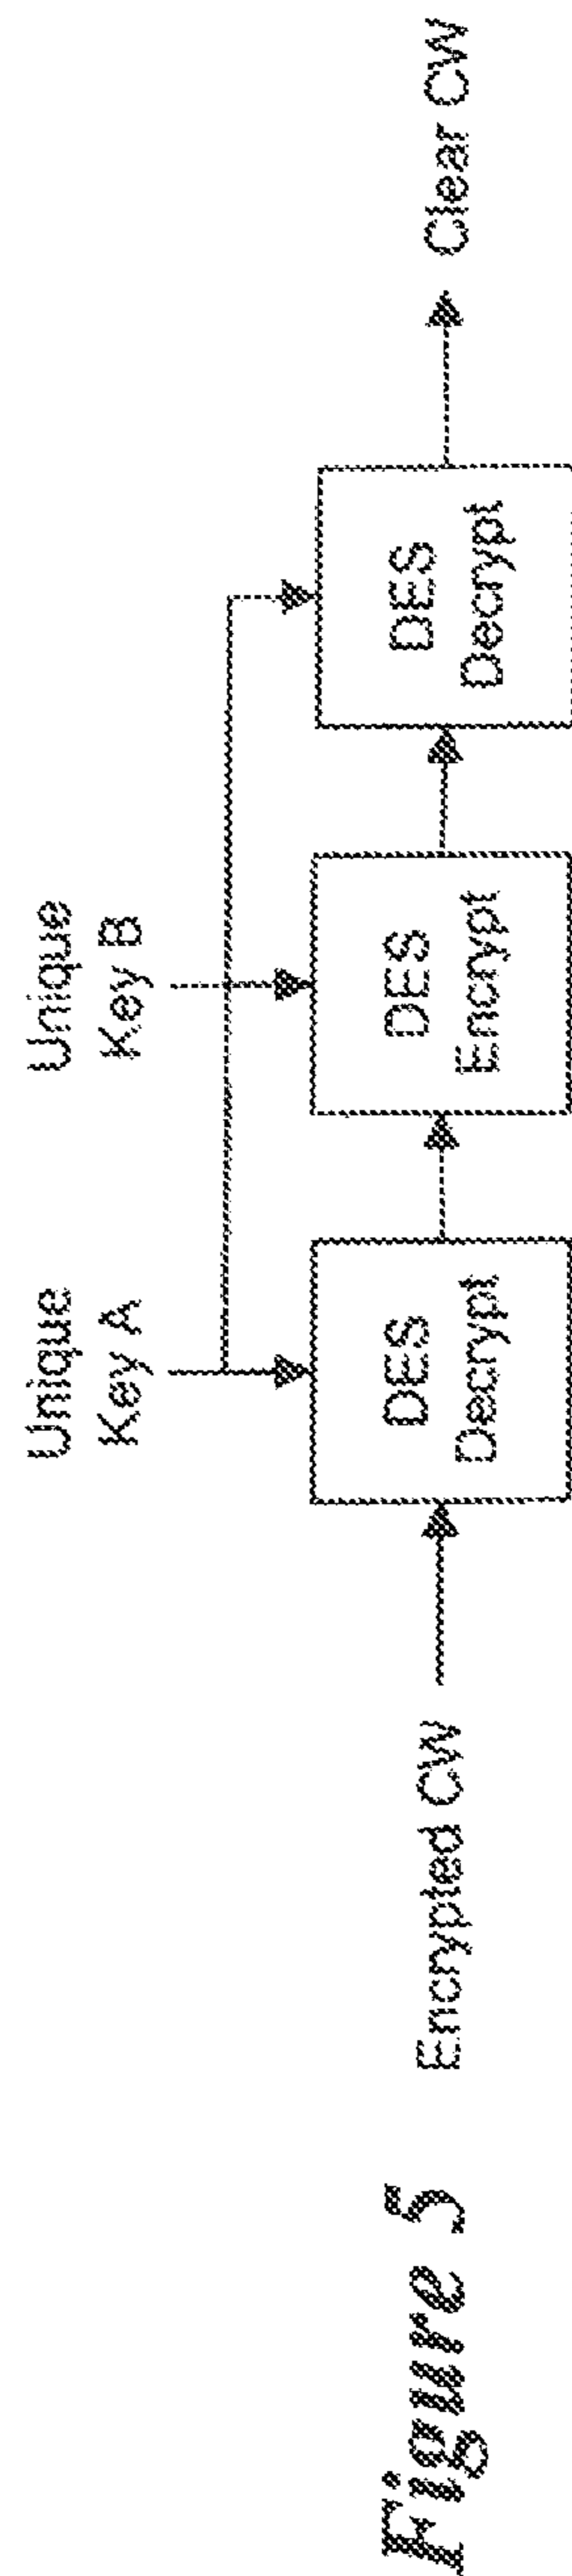 Unique
Key A
Unique
Key B
Encrypted CW
DES
Decrypt
DES
Encrypt
DES
Decrypt
Clear CW
Figure 5